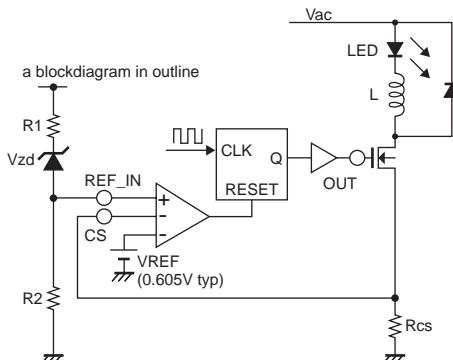 Vac
LED
a blockdiagram in outline
L
R1
Vzd
CLK
Q
REF_IN
RESET
OUT
+
-
CS
-
VREF
(0.605V typ)
R2
Rcs